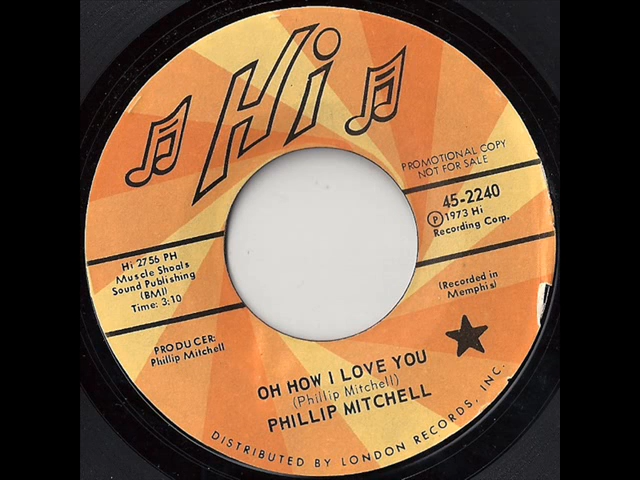 Hi
PROMOTIONAL COPY
NOT FOR SALE
45-2240
Ⓟ 1973 Hi
Recording Corp.
Hi 2756 PH
Muscle Shoals
Sound Publishing
(BMI)
Time: 3:10
(Recorded in
Memphis)
PRODUCER:
Phillip Mitchell
OH HOW I LOVE YOU
(Phillip Mitchell)
PHILLIP MITCHELL
DISTRIBUTED BY LONDON RECORDS, INC.